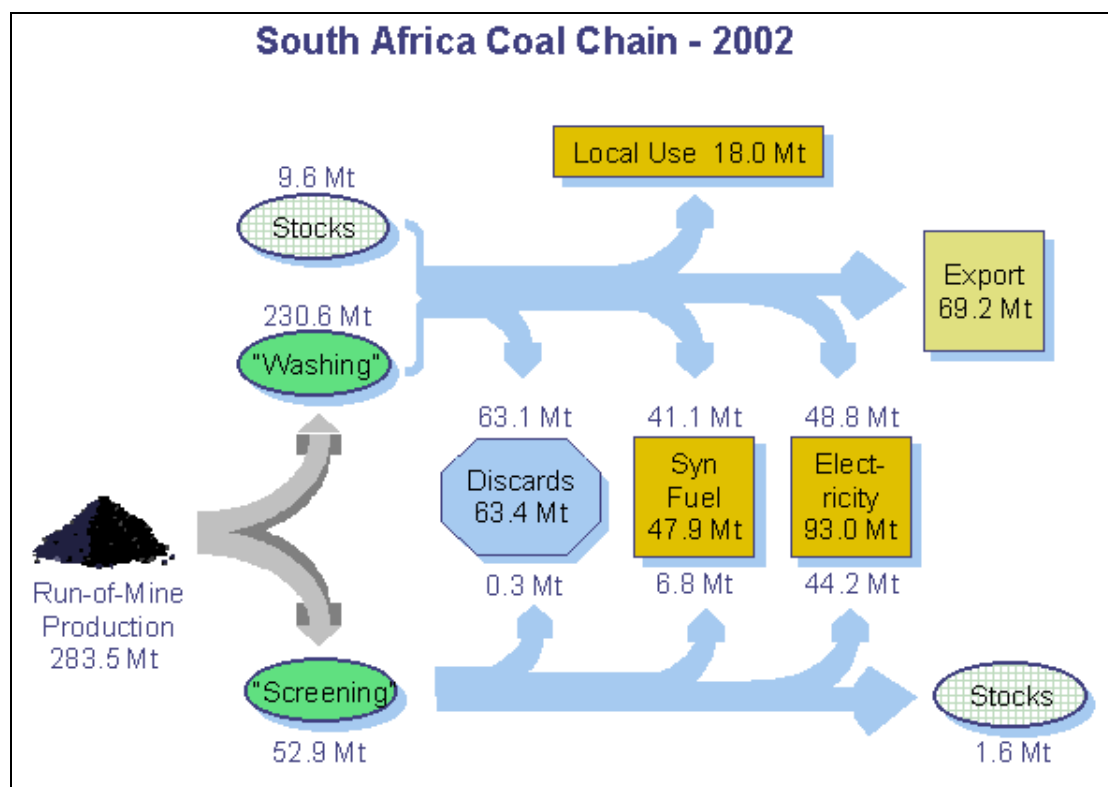 South Africa Coal Chain - 2002
Local Use 18.0 Mt
9.6 Mt
Stocks
Export
69.2 Mt
230.6 Mt
"Washing"
63.1 Mt
41.1 Mt
48.8 Mt
Discards
63.4 Mt
Syn
Fuel
47.9 Mt
Elect-
ricity
93.0 Mt
0.3 Mt
6.8 Mt
44.2 Mt
Run-of-Mine
Production
283.5 Mt
"Screening"
52.9 Mt
Stocks
1.6 Mt